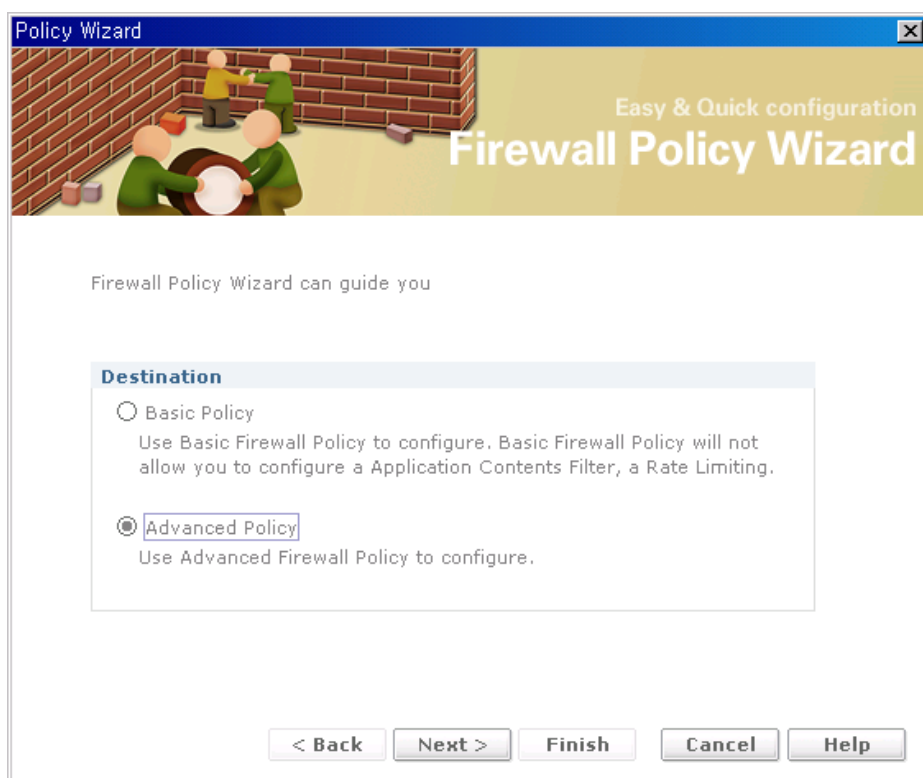 Policy Wizard
Easy & Quick configuration
Firewall Policy Wizard
Firewall Policy Wizard can guide you
Destination
Basic Policy
Use Basic Firewall Policy to configure. Basic Firewall Policy will not
allow you to configure a Application Contents Filter, a Rate Limiting.
Advanced Policy
Use Advanced Firewall Policy to configure.
< Back Next > Finish Cancel Help